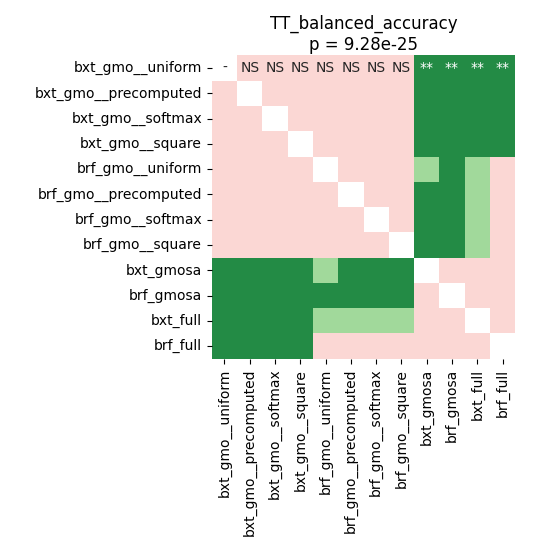 TT_balanced_accuracy
p = 9.28e-25
bxt_gmo__uniform - NS NS NS NS NS NS NS ** ** ** **
bxt_gmo__precomputed
bxt_gmo__softmax
bxt_gmo__square
brf_gmo__uniform
brf_gmo__precomputed
brf_gmo__softmax
brf_gmo__square
bxt_gmosa
brf_gmosa
bxt_full
brf_full
bxt_gmo__uniform
bxt_gmo__precomputed
bxt_gmo__softmax
bxt_gmo__square
brf_gmo__uniform
brf_gmo__precomputed
brf_gmo__softmax
brf_gmo__square
bxt_gmosa
brf_gmosa
bxt_full
brf_full